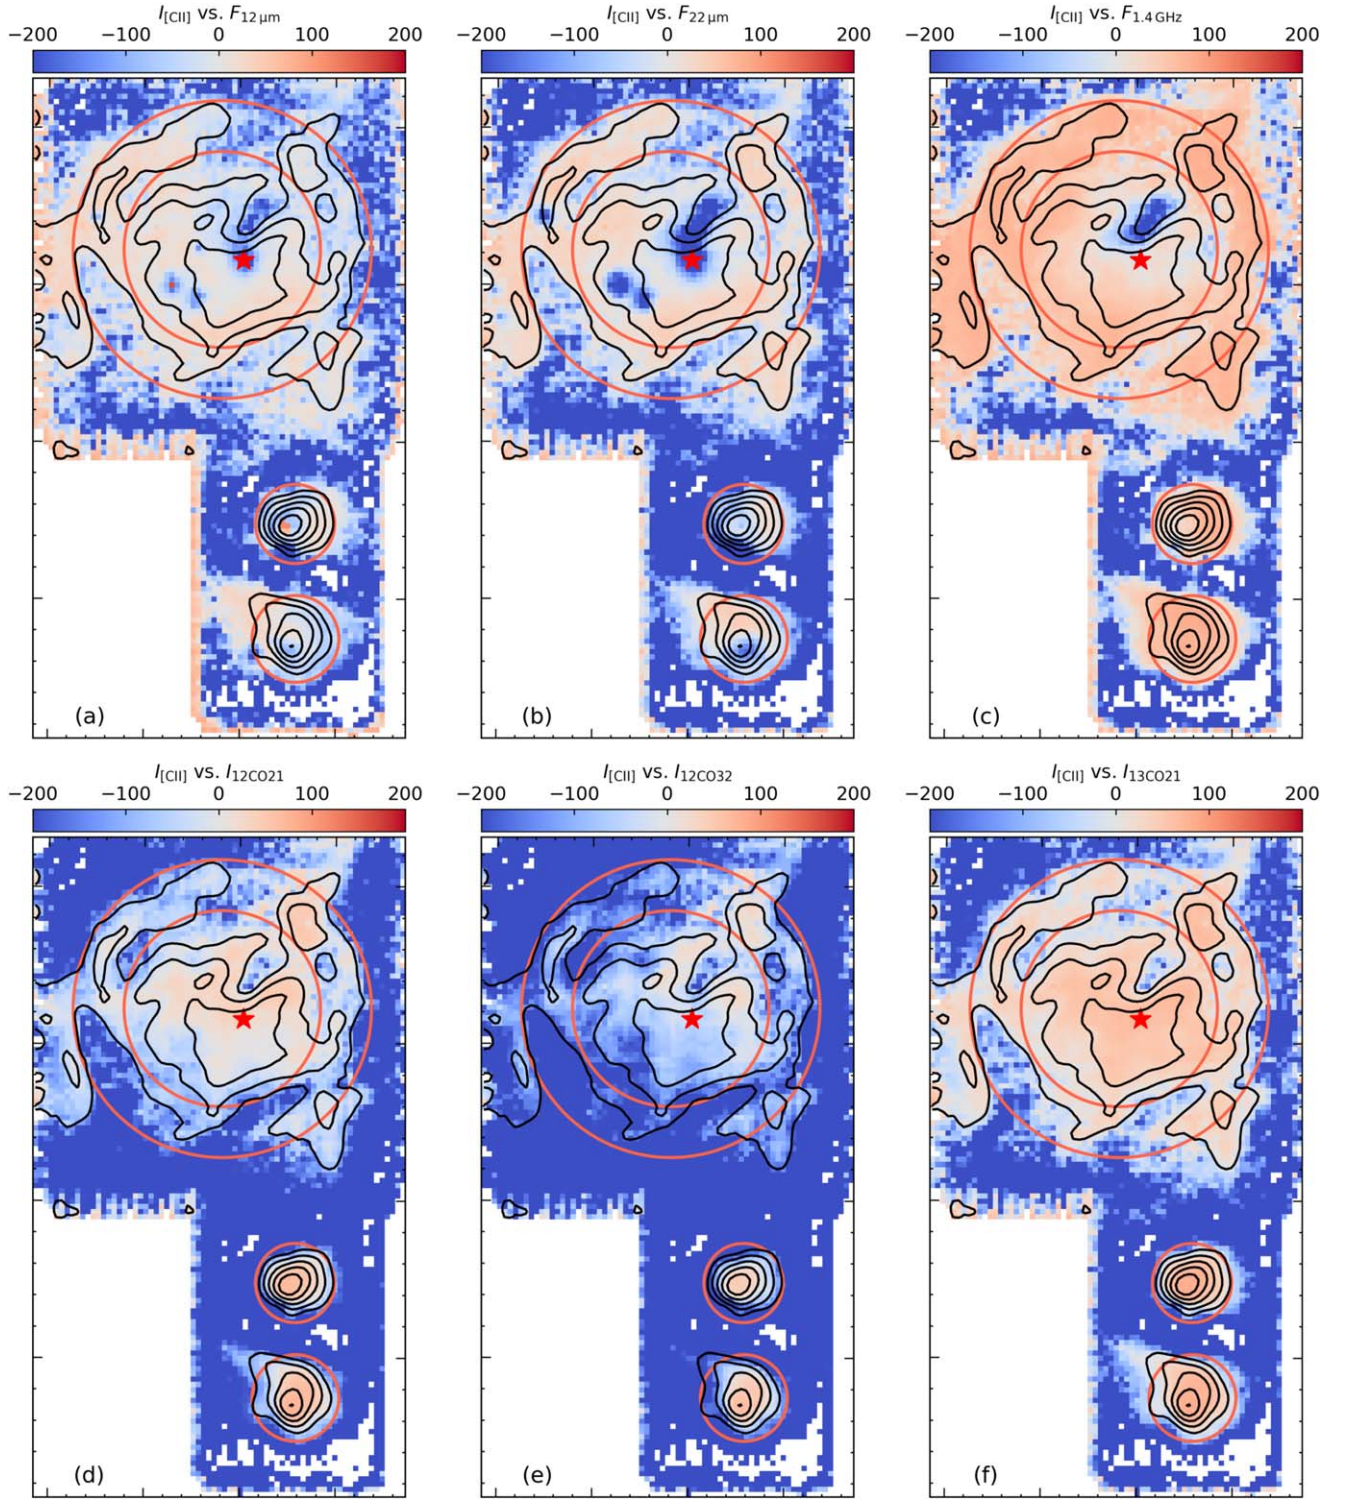 I[CII] vs. F12 μm I[CII] vs. F22 μm I[CII] vs. F1.4 GHz
−200 −100 0 100 200 −200 −100 0 100 200 −200 −100 0 100 200
(a) (b) (c)
I[CII] vs. I12CO21 I[CII] vs. I12CO32 I[CII] vs. I13CO21
−200 −100 0 100 200 −200 −100 0 100 200 −200 −100 0 100 200
(d) (e) (f)